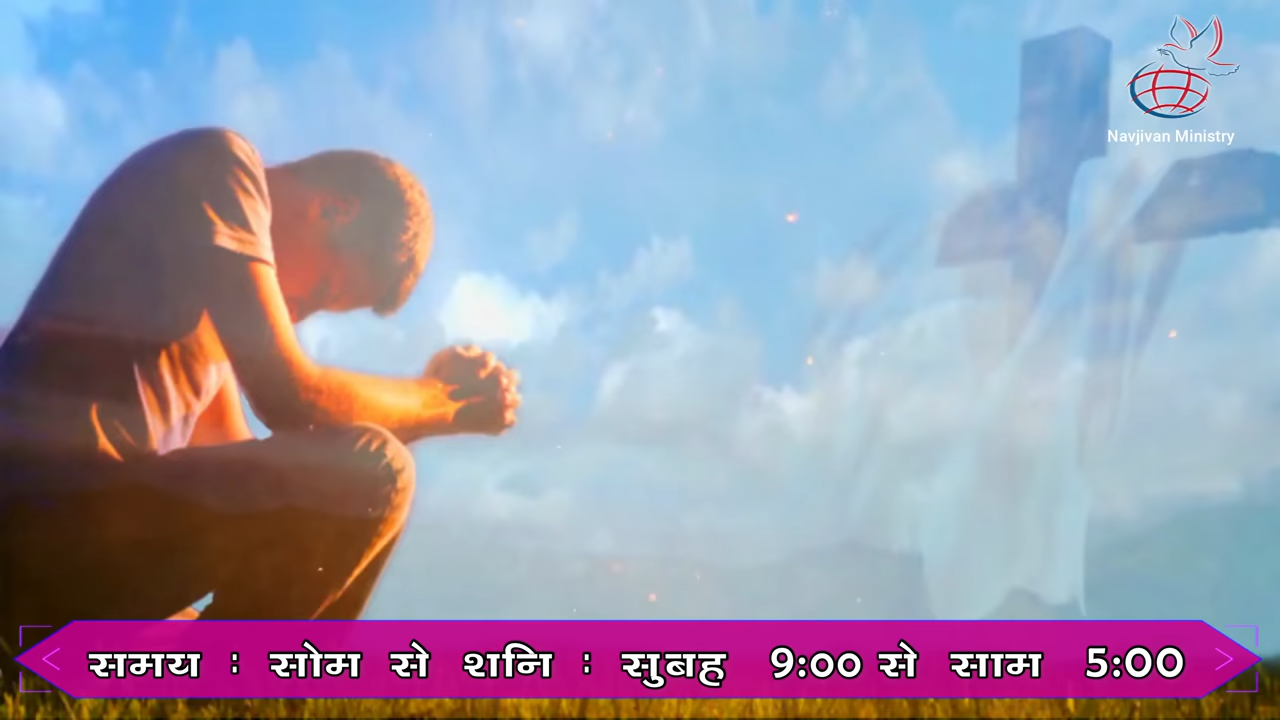 Navjivan Ministry
समय : सोम से शनि : सुबह 9:00 से साम 5:00